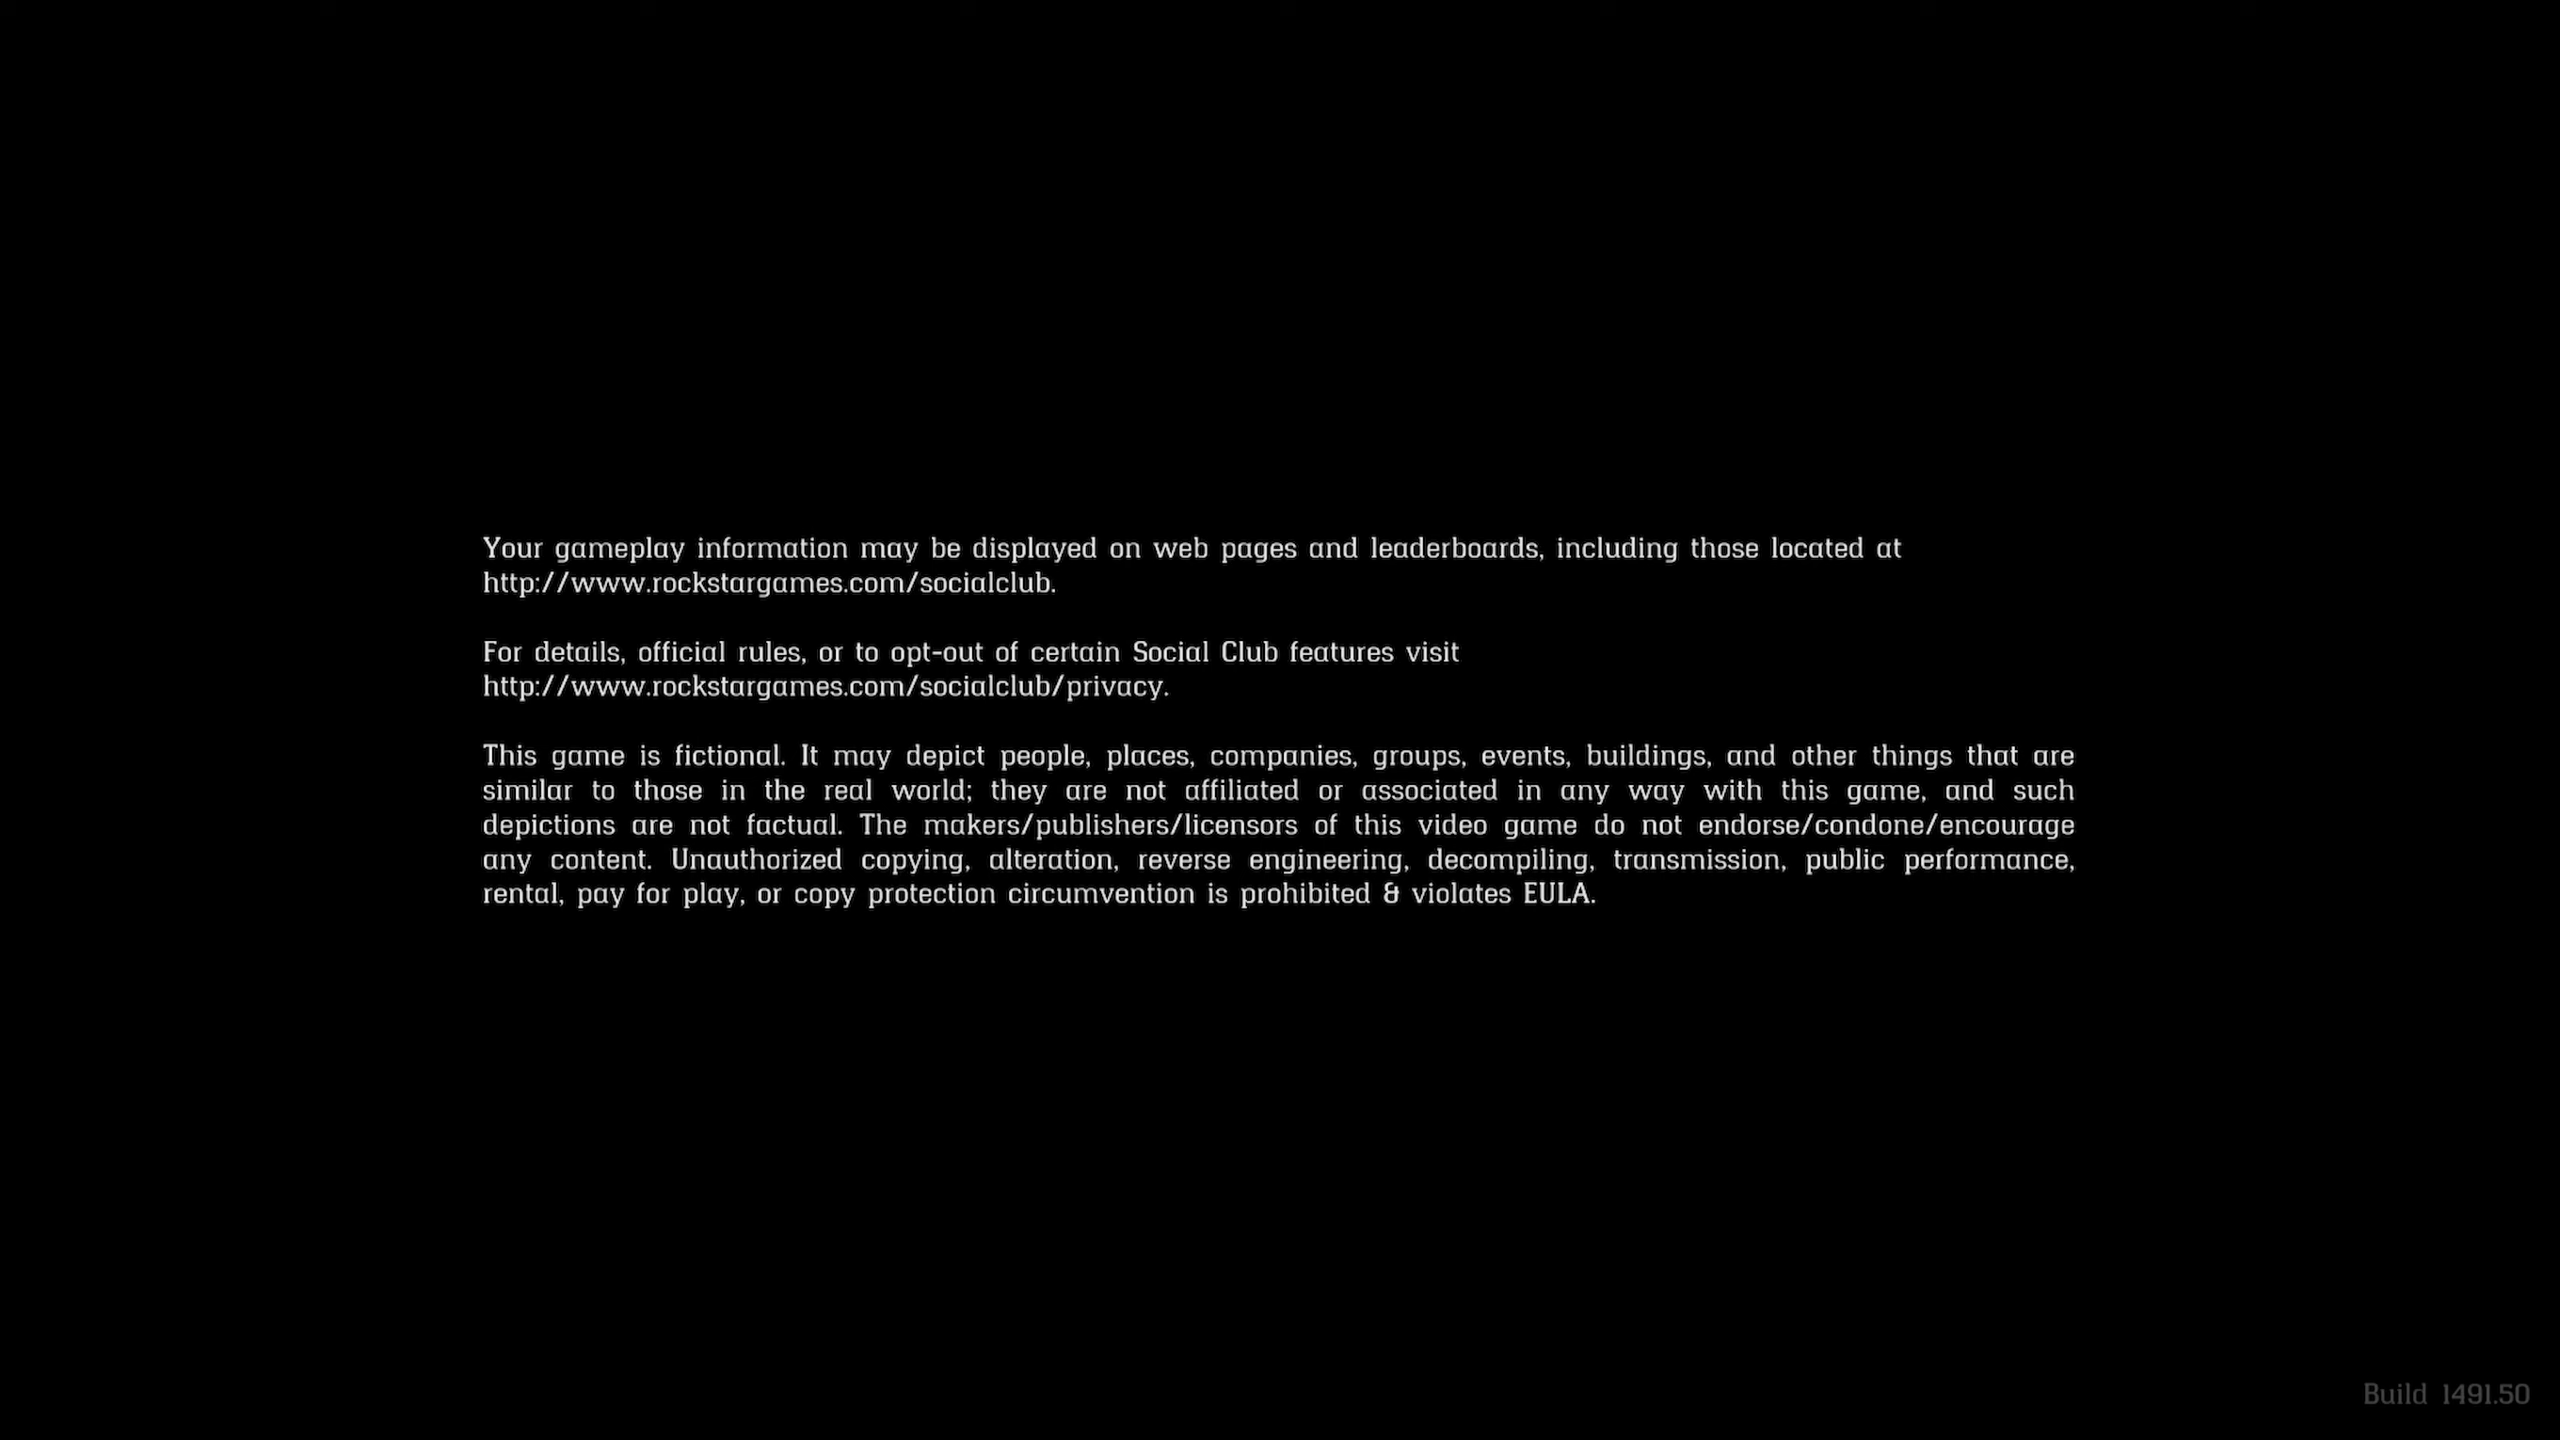 Your gameplay information may be displayed on web pages and leaderboards, including those located at
http://www.rockstargames.com/socialclub.
For details, official rules, or to opt-out of certain Social Club features visit
http://www.rockstargames.com/socialclub/privacy.
This game is fictional. It may depict people, places, companies, groups, events, buildings, and other things that are
similar to those in the real world; they are not affiliated or associated in any way with this game, and such
depictions are not factual. The makers/publishers/licensors of this video game do not endorse/condone/encourage
any content. Unauthorized copying, alteration, reverse engineering, decompiling, transmission, public performance,
rental, pay for play, or copy protection circumvention is prohibited & violates EULA.
Build 1491.50